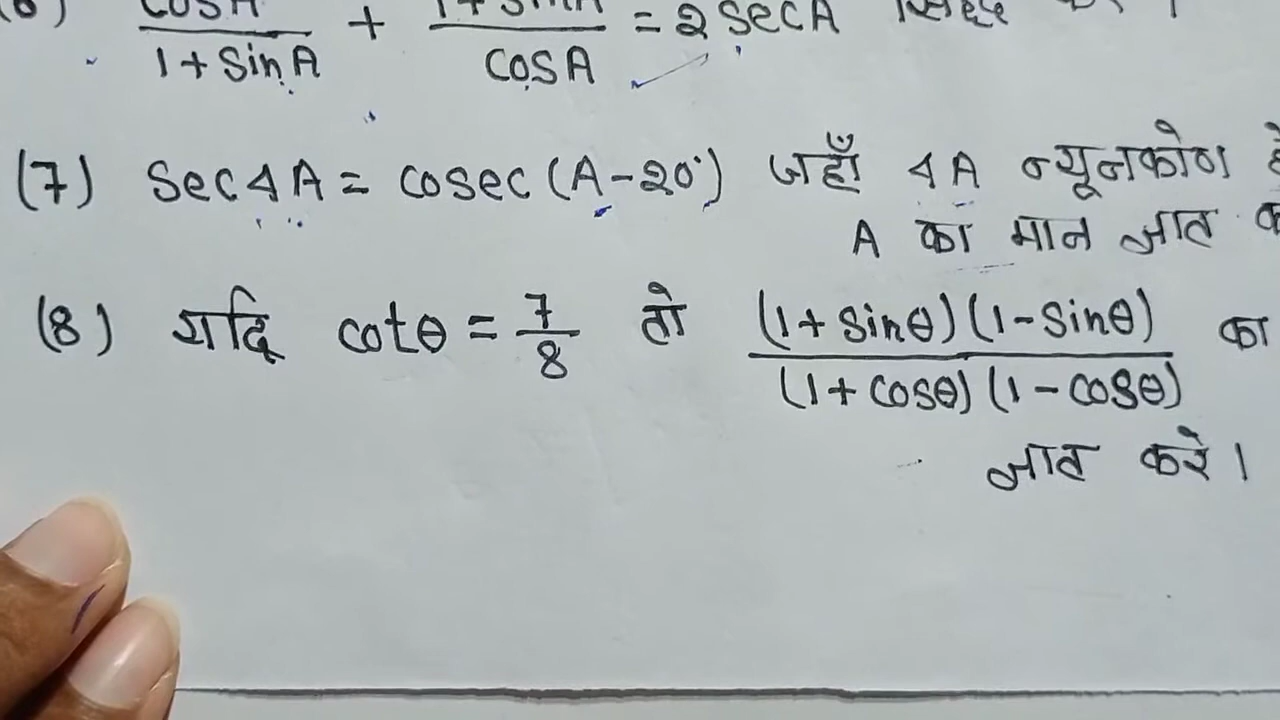 cosA / 1+sinA + 1+sinA / cosA = 2secA सिद्ध
(7) sec4A = cosec(A-20°) जहाँ 4A न्यूनकोण
A का मान ज्ञात
(8) यदि cotθ = 7/8 तो (1+sinθ)(1-sinθ) / (1+cosθ)(1-cosθ) का
ज्ञात करे।